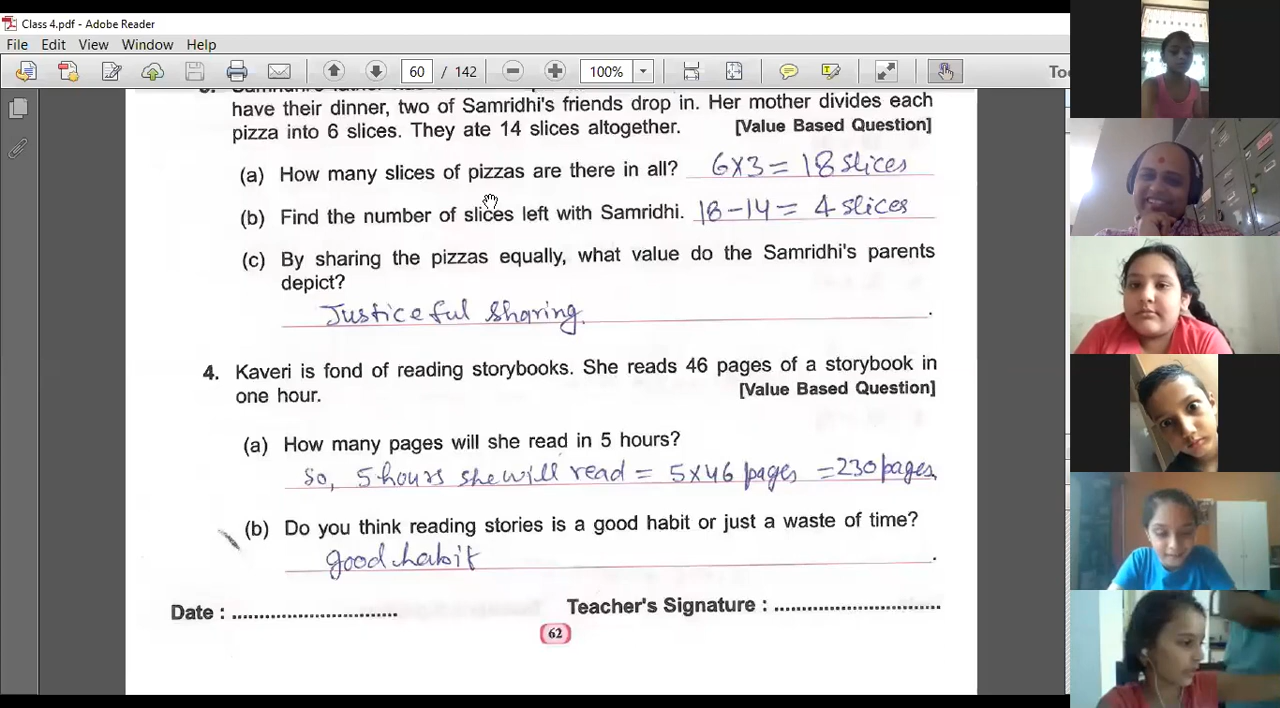 Class 4.pdf - Adobe Reader
File Edit View Window Help
60 / 142 100% To
have their dinner, two of Samridhi's friends drop in. Her mother divides each
pizza into 6 slices. They ate 14 slices altogether. [Value Based Question]
(a) How many slices of pizzas are there in all? 6x3 = 18 slices
(b) Find the number of slices left with Samridhi. 18-14 = 4 slices
(c) By sharing the pizzas equally, what value do the Samridhi's parents
depict?
Justiceful sharing.
4. Kaveri is fond of reading storybooks. She reads 46 pages of a storybook in
one hour. [Value Based Question]
(a) How many pages will she read in 5 hours?
So, 5 hours she will read = 5x46 pages = 230 pages
(b) Do you think reading stories is a good habit or just a waste of time?
good habit
Date : Teacher's Signature :
62